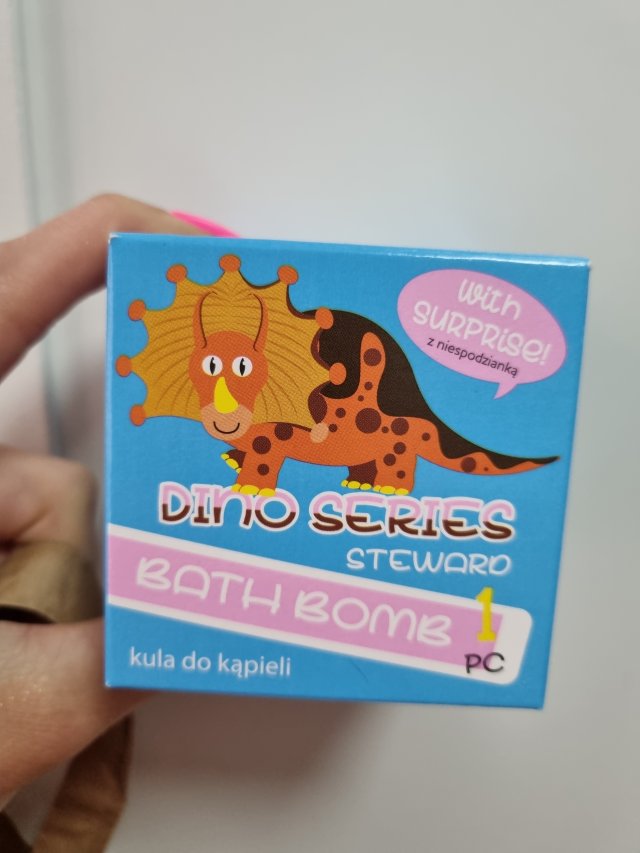 with
SURPRISE!
z niespodzianką
DINO SERIES
STEWARD
BATH BOMB 1
PC
kula do kąpieli